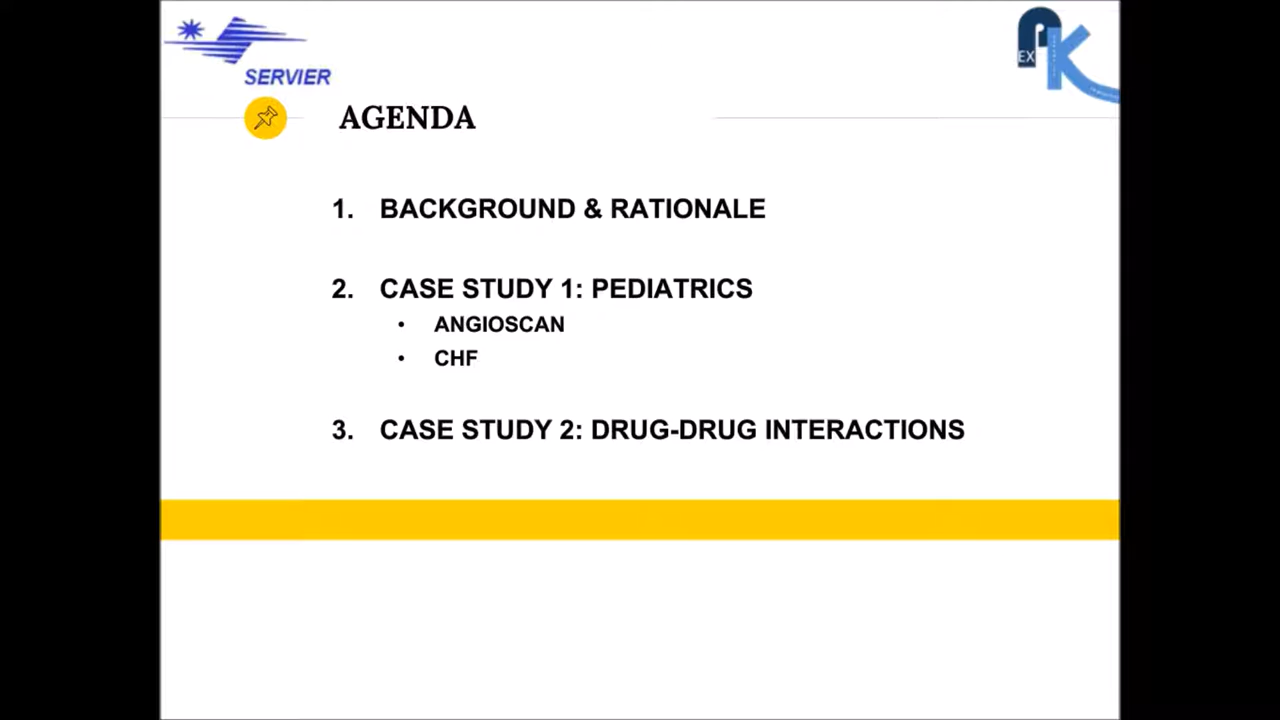 SERVIER
EX PK
AGENDA
1. BACKGROUND & RATIONALE
2. CASE STUDY 1: PEDIATRICS
• ANGIOSCAN
• CHF
3. CASE STUDY 2: DRUG-DRUG INTERACTIONS